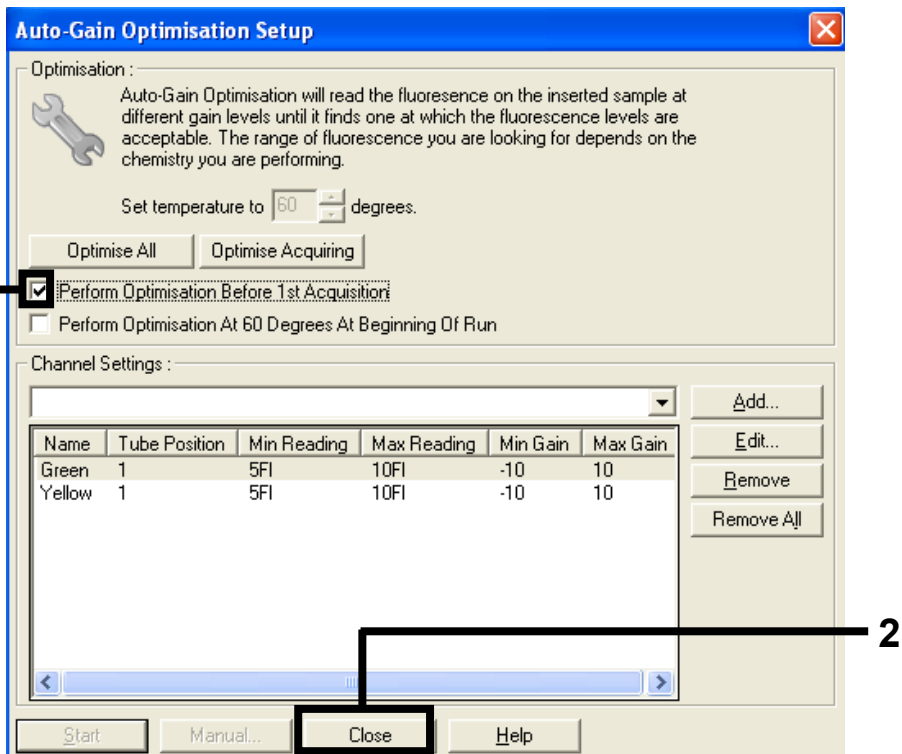 Auto-Gain Optimisation Setup
Optimisation :
Auto-Gain Optimisation will read the fluoresence on the inserted sample at
different gain levels until it finds one at which the fluorescence levels are
acceptable. The range of fluorescence you are looking for depends on the
chemistry you are performing.
Set temperature to 60 degrees.
Optimise All Optimise Acquiring
Perform Optimisation Before 1st Acquisition
Perform Optimisation At 60 Degrees At Beginning Of Run
Channel Settings :
Add...
Name Tube Position Min Reading Max Reading Min Gain Max Gain Edit...
Green 1 5Fl 10Fl -10 10
Remove
Yellow 1 5Fl 10Fl -10 10
Remove All
2
Start Manual... Close Help